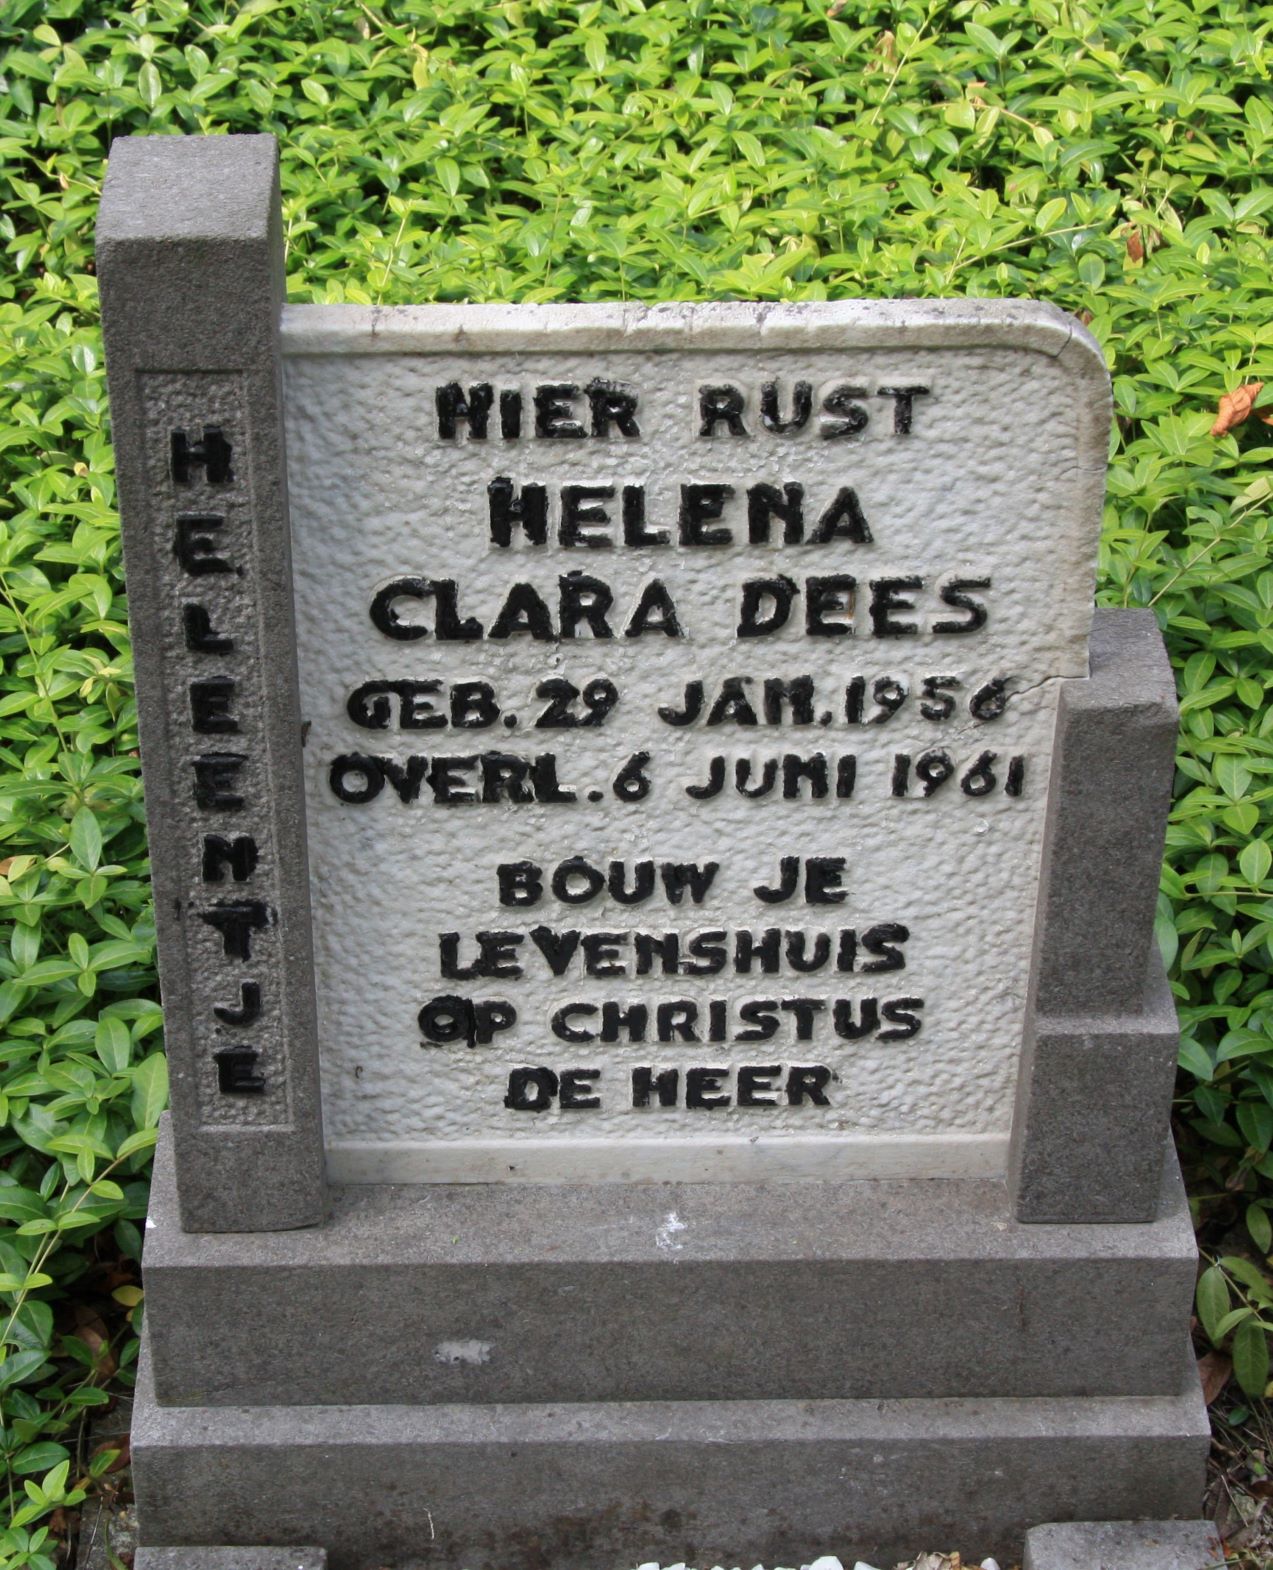 HELLEENTJE
HIER RUST
HELENA
CLARA DEES
GEB. 29 JAN. 1956
OVERL. 6 JUNI 1961
BOUW JE
LEVENSHUIS
OP CHRISTUS
DE HEER